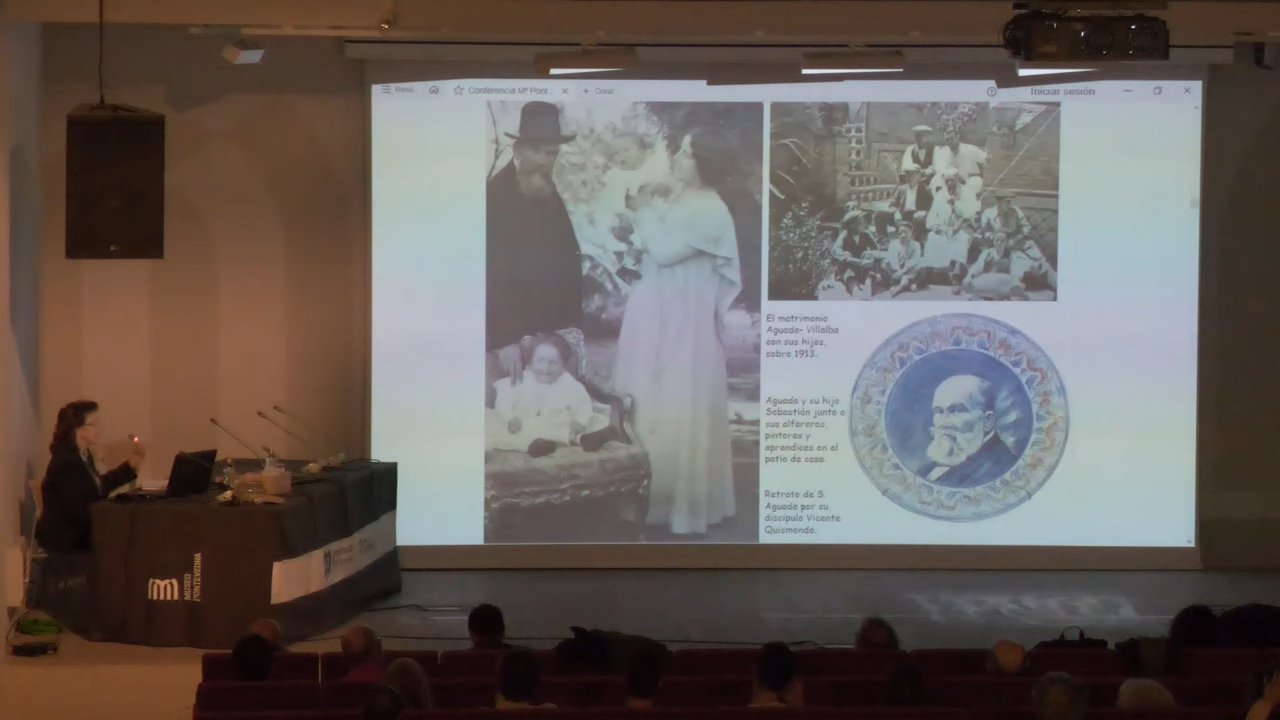 Menú
Conferencia Mª Pont...
+ Crear
Iniciar sesión
El matrimonio
Aguado- Villalba
con sus hijos,
sobre 1913.
Aguado y su hijo
Sebastián junto a
sus alfareros,
pintores y
aprendices en el
patio de casa.
Retrato de S.
Aguado por su
discípulo Vicente
Quismondo.
MUSEO
PONTEVEDRA